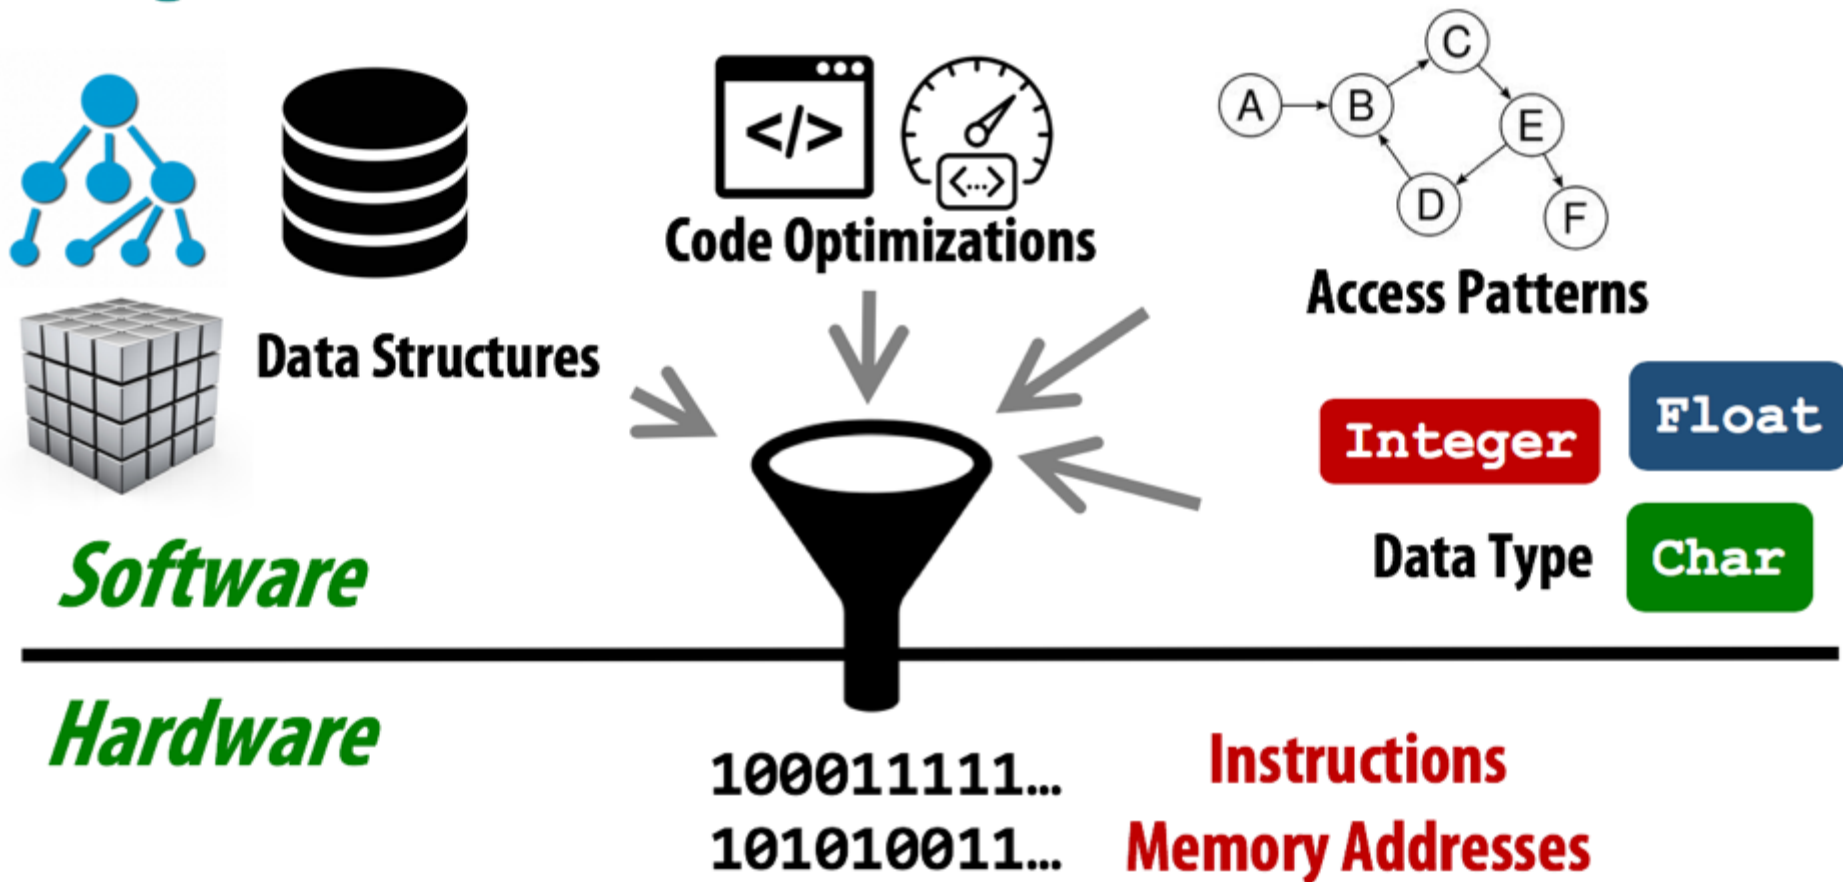 </>
<...>
Code Optimizations
A
B
C
E
D
F
Access Patterns
Data Structures
Integer
Float
Data Type
Char
Software
Hardware
100011111...
Instructions
101010011...
Memory Addresses